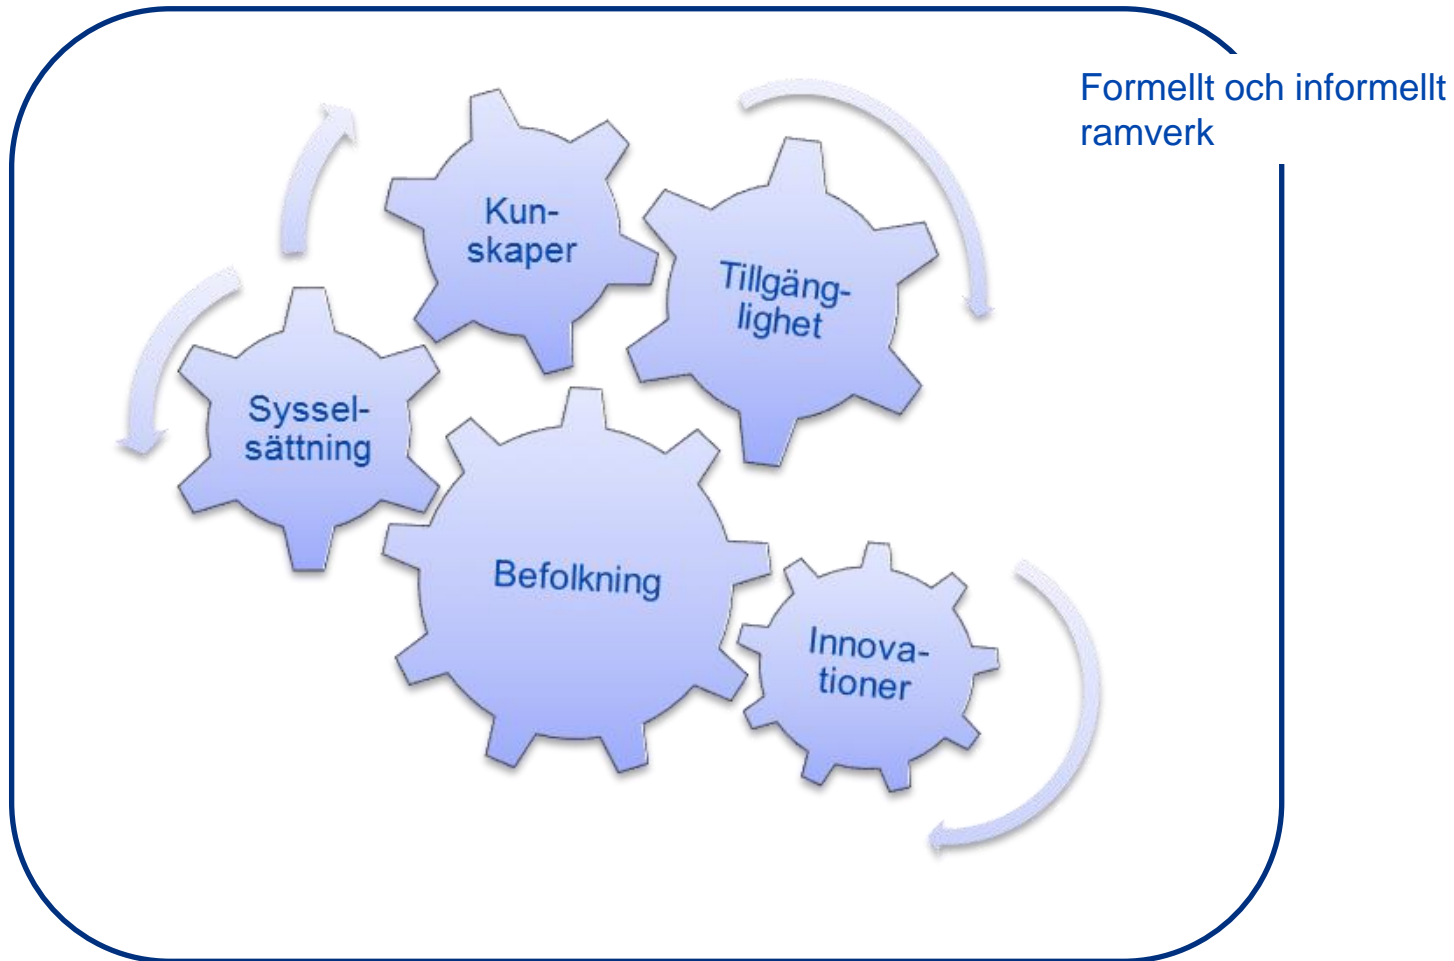 Formellt och informellt
ramverk
Kun-
skaper
Tillgäng-
lighet
Syssel-
sättning
Befolkning
Innova-
tioner